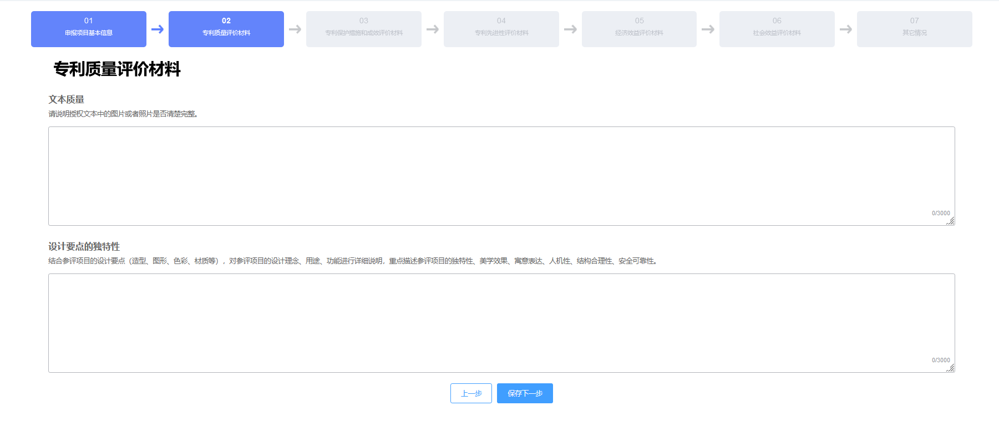 01
申报项目基本信息
02
专利质量评价材料
03
专利保护措施和成效评价材料
04
专利先进性评价材料
05
经济效益评价材料
06
社会效益评价材料
07
其它情况
专利质量评价材料
文本质量
请说明授权文本中的图片或者照片是否清楚完整。
0/3000
设计要点的独特性
结合参评项目的设计要点（造型、图形、色彩、材质等），对参评项目的设计理念、用途、功能进行详细说明，重点描述参评项目的独特性、美学效果、寓意表达、人机性、结构合理性、安全可靠性。
0/3000
上一步
保存下一步